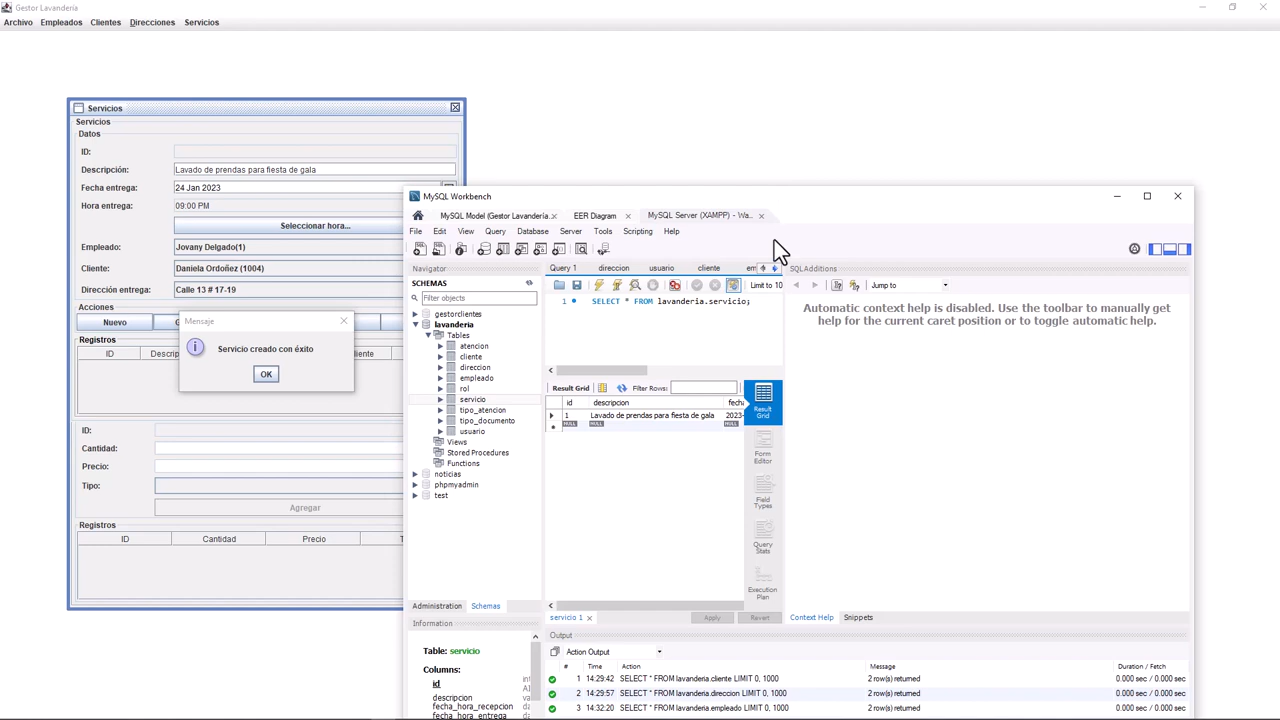 Gestor Lavandería
Archivo Empleados Clientes Direcciones Servicios
Servicios
Servicios
Datos
ID:
Descripción: Lavado de prendas para fiesta de gala
Fecha entrega: 24 Jan 2023
Hora entrega: 09:00 PM
Seleccionar hora...
Empleado: Jovany Delgado(1)
Cliente: Daniela Ordoñez (1004)
Dirección entrega: Calle 13 # 17-19
Acciones
Nuevo
Registros
ID
Mensaje
Servicio creado con éxito
OK
ID:
Cantidad:
Precio:
Tipo:
Agregar
Registros
ID Cantidad Precio
MySQL Workbench
MySQL Model (Gestor Lavandería... EER Diagram MySQL Server (XAMPP) - Wa...
File Edit View Query Database Server Tools Scripting Help
Navigator
SCHEMAS
Filter objects
gestorclientes
lavanderia
Tables
atencion
cliente
direccion
empleado
rol
servicio
tipo_atencion
tipo_documento
usuario
Views
Stored Procedures
Functions
noticias
phpmyadmin
test
Administration Schemas
Information
Table: servicio
Columns:
id
descripcion
fecha_hora_recepcion
fecha_hora_entrega
Query 1 direccion usuario cliente em
Limit to 10
1 SELECT * FROM lavanderia.servicio;
Result Grid Filter Rows:
id descripcion fecha
1 Lavado de prendas para fiesta de gala 2023-
NULL NULL NULL
Result
Grid
Form
Editor
Field
Types
Query
Stats
Execution
Plan
servicio 1 Apply Revert
SQLAdditions
Jump to
Automatic context help is disabled. Use the toolbar to manually get
help for the current caret position or to toggle automatic help.
Context Help Snippets
Output
Action Output
# Time Action Message Duration / Fetch
1 14:29:42 SELECT * FROM lavanderia.cliente LIMIT 0, 1000 2 row(s) returned 0.000 sec / 0.000 sec
2 14:29:57 SELECT * FROM lavanderia.direccion LIMIT 0, 1000 2 row(s) returned 0.000 sec / 0.000 sec
3 14:32:20 SELECT * FROM lavanderia.empleado LIMIT 0, 1000 2 row(s) returned 0.000 sec / 0.000 sec